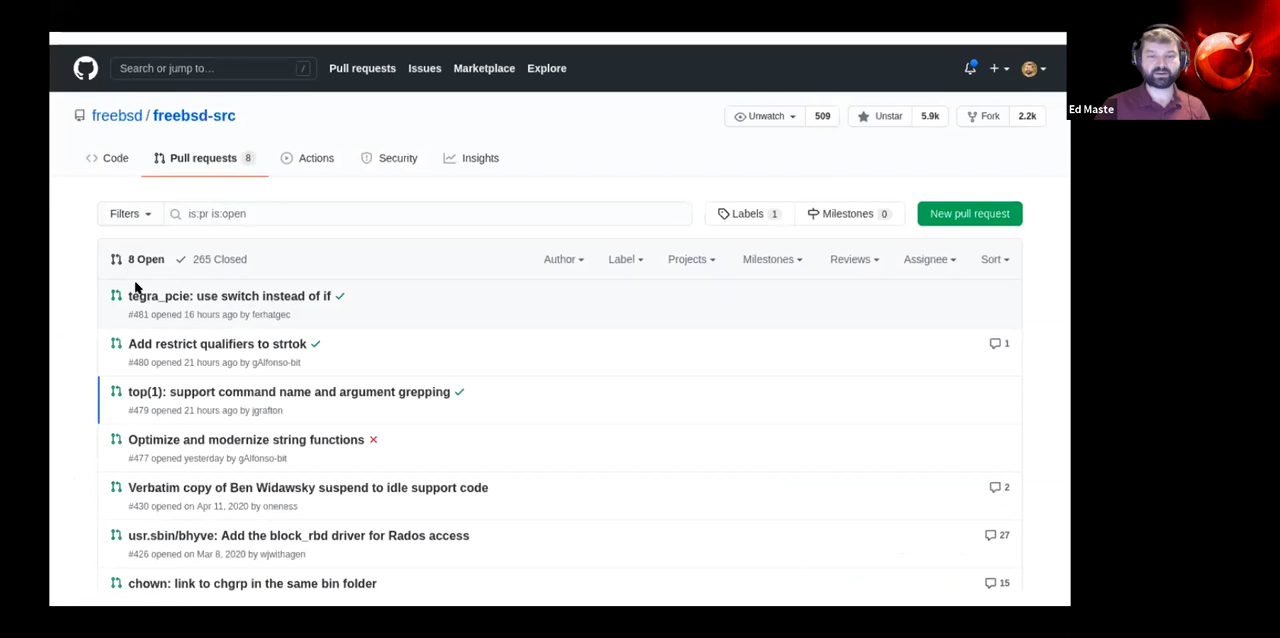 Search or jump to… / Pull requests Issues Marketplace Explore
Ed Maste
freebsd / freebsd-src Unwatch 509 Unstar 5.9k Fork 2.2k
Code Pull requests 8 Actions Security Insights
Filters is:pr is:open Labels 1 Milestones 0 New pull request
8 Open 265 Closed Author Label Projects Milestones Reviews Assignee Sort
tegra_pcie: use switch instead of if
#481 opened 16 hours ago by ferhatgec
Add restrict qualifiers to strtok 1
#480 opened 21 hours ago by gAlfonso-bit
top(1): support command name and argument grepping
#479 opened 21 hours ago by jgrafton
Optimize and modernize string functions
#477 opened yesterday by gAlfonso-bit
Verbatim copy of Ben Widawsky suspend to idle support code 2
#430 opened on Apr 11, 2020 by oneness
usr.sbin/bhyve: Add the block_rbd driver for Rados access 27
#426 opened on Mar 8, 2020 by wjwithagen
chown: link to chgrp in the same bin folder 15